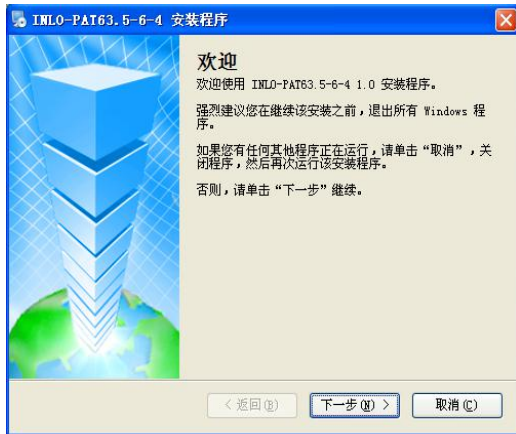 INLO-PAT63.5-6-4 安装程序
欢迎
欢迎使用 INLO-PAT63.5-6-4 1.0 安装程序。
强烈建议您在继续该安装之前，退出所有 Windows 程
序。
如果您有任何其他程序正在运行，请单击“取消”，关
闭程序，然后再次运行该安装程序。
否则，请单击“下一步”继续。
< 返回(B) 下一步(N) > 取消(C)